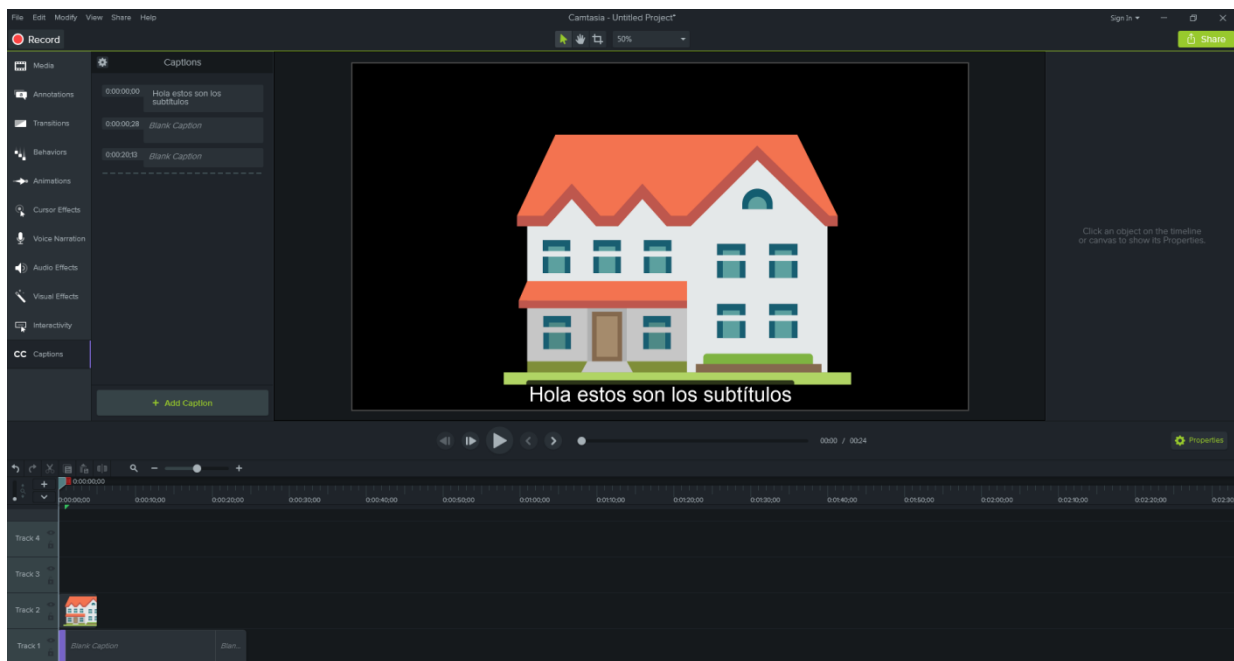 File Edit Modify View Share Help
Camtasia - Untitled Project*
Sign In
Record
50%
Share
Media
Annotations
Transitions
Behaviors
Animations
Cursor Effects
Voice Narration
Audio Effects
Visual Effects
Interactivity
CC Captions
Captions
0:00:00;00 Hola estos son los
subtítulos
0:00:00;28 Blank Caption
0:00:20;13 Blank Caption
+ Add Caption
Hola estos son los subtítulos
Click an object on the timeline
or canvas to show its Properties.
00:00 / 00:24
Properties
0:00:00;00
0:00:00;00 0:00:10;00 0:00:20;00 0:00:30;00 0:00:40;00 0:00:50;00 0:01:00;00 0:01:10;00 0:01:20;00 0:01:30;00 0:01:40;00 0:01:50;00 0:02:00;00 0:02:10;00 0:02:20;00 0:02:30
Track 4
Track 3
Track 2
Track 1 Blank Caption Blan...